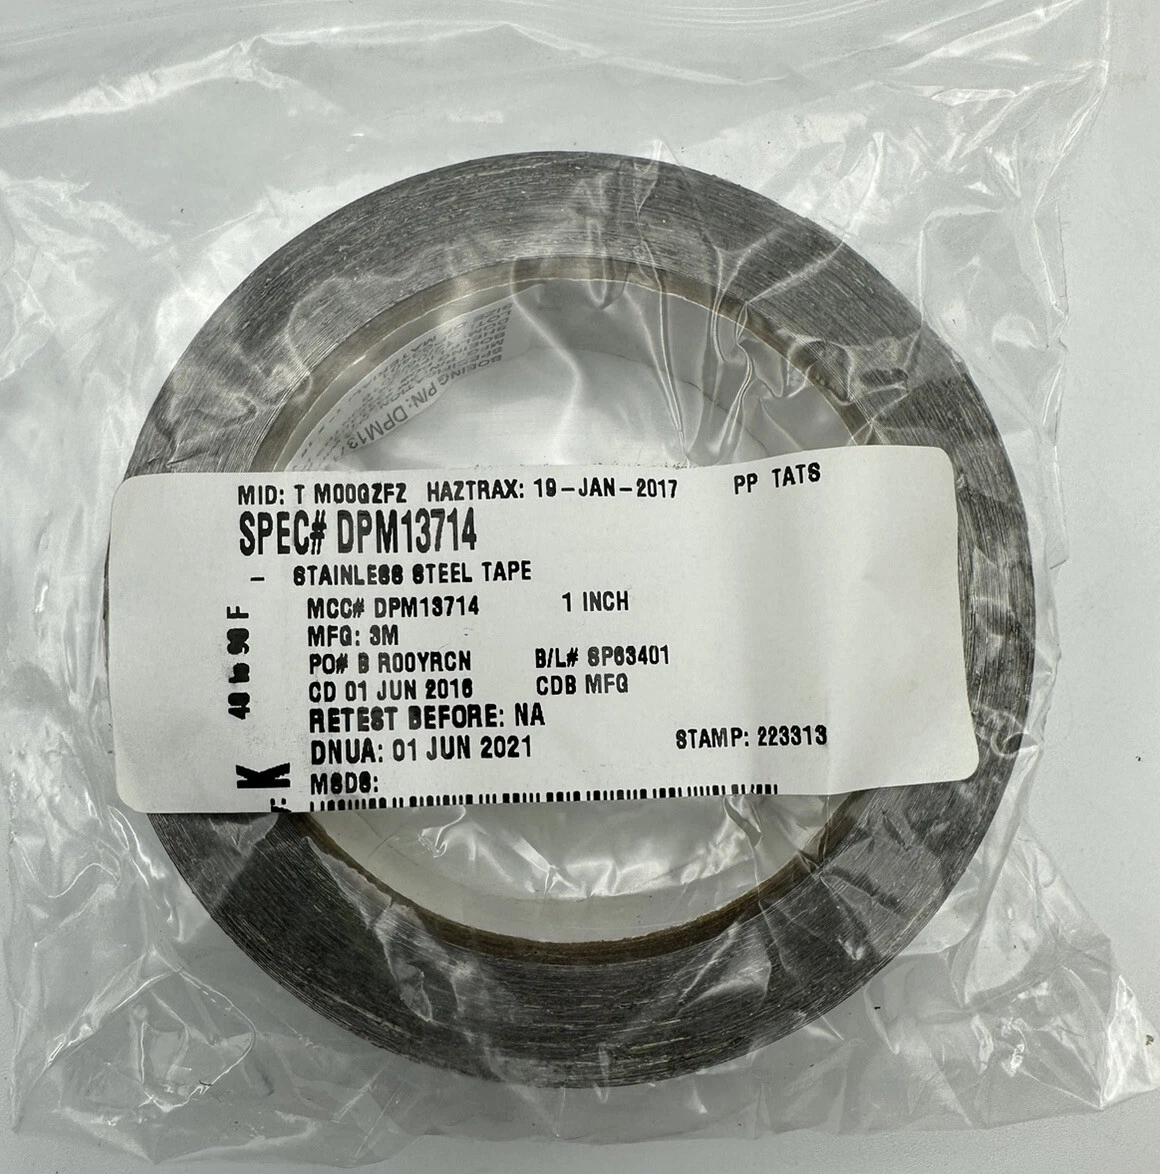 BOEING P/N: DPM13
MID: T M00QZFZ HAZTRAX: 19-JAN-2017 PP TATS
SPEC# DPM13714
- STAINLESS STEEL TAPE
MCC# DPM13714 1 INCH
MFG: 3M
PO# B R00YRCN B/L# SP63401
CD 01 JUN 2016 CDB MFG
RETEST BEFORE: NA
DNUA: 01 JUN 2021 STAMP: 223313
MSDS:
40 to 90 F
K